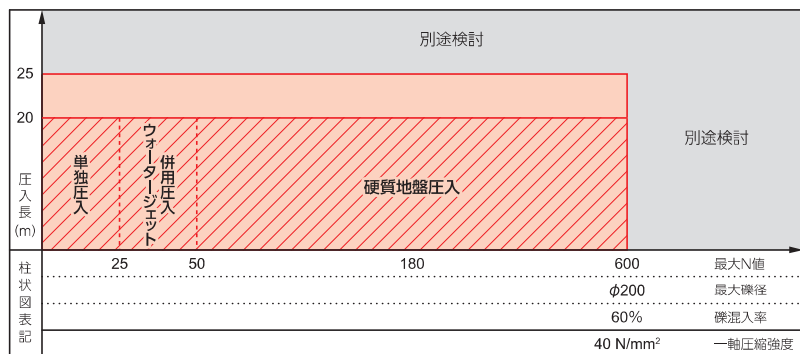 別途検討
25
20
別途検討
圧入長(m)
単独圧入
ウォータージェット
併用圧入
硬質地盤圧入
柱状図表記
25 50 180 600 最大N値
φ200 最大礫径
60% 礫混入率
40 N/mm² 一軸圧縮強度